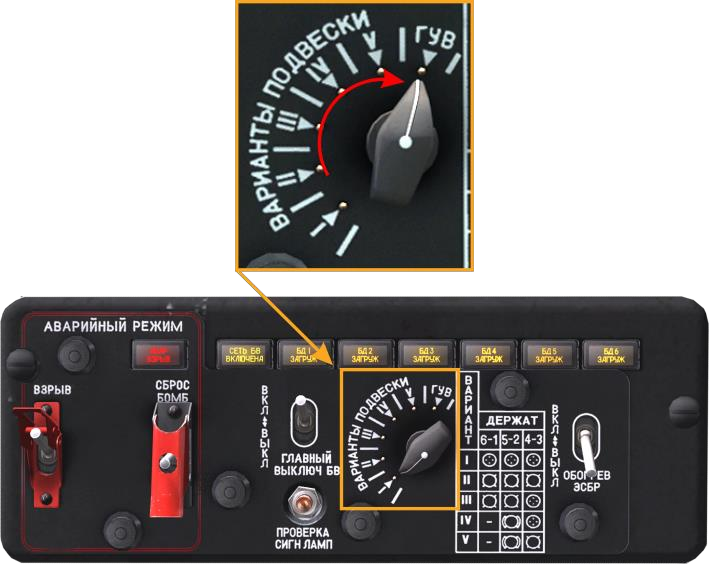 ВАРИАНТЫ ПОДВЕСКИ
I
II
III
IV
V
ГУВ
АВАРИЙНЫЙ РЕЖИМ
ВЗРЫВ
СБРОС
БОМБ
СЕТЬ БВ
ВКЛЮЧЕНА
БД 1
ЗАГРУЖ
БД 2
ЗАГРУЖ
БД 3
ЗАГРУЖ
БД 4
ЗАГРУЖ
БД 5
ЗАГРУЖ
БД 6
ЗАГРУЖ
ВЗРЫВ
ВКЛ ВЫКЛ
ГЛАВНЫЙ
ВЫКЛЮЧ БВ
ПРОВЕРКА
СИГН ЛАМП
ВАРИАНТЫ ПОДВЕСКИ
I
II
III
IV
V
ГУВ
ВАРИАНТ
ДЕРЖАТ
6-1 5-2 4-3
I
II
III
IV -
V -
ВКЛ ВЫКЛ
ОБОГРЕВ
ЭСБР